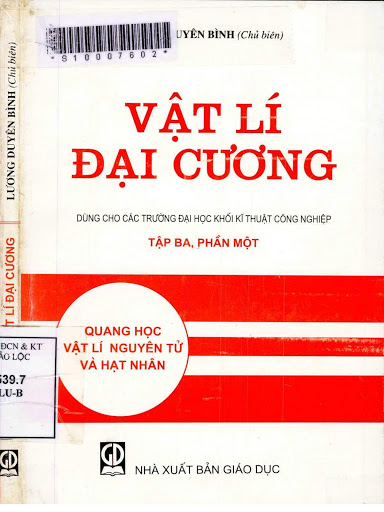 UYÊN BÌNH (Chủ biên)
*S10007602*
VẬT LÍ
ĐẠI CƯƠNG
DÙNG CHO CÁC TRƯỜNG ĐẠI HỌC KHỐI KĨ THUẬT CÔNG NGHIỆP
TẬP BA, PHẦN MỘT
QUANG HỌC
VẬT LÍ NGUYÊN TỬ
VÀ HẠT NHÂN
GD
NHÀ XUẤT BẢN GIÁO DỤC
LƯƠNG DUYÊN BÌNH (Chủ biên)
T LÍ ĐẠI CƯƠNG
ĐCN & KT
ẢO LỘC
539.7
LU-B
GD